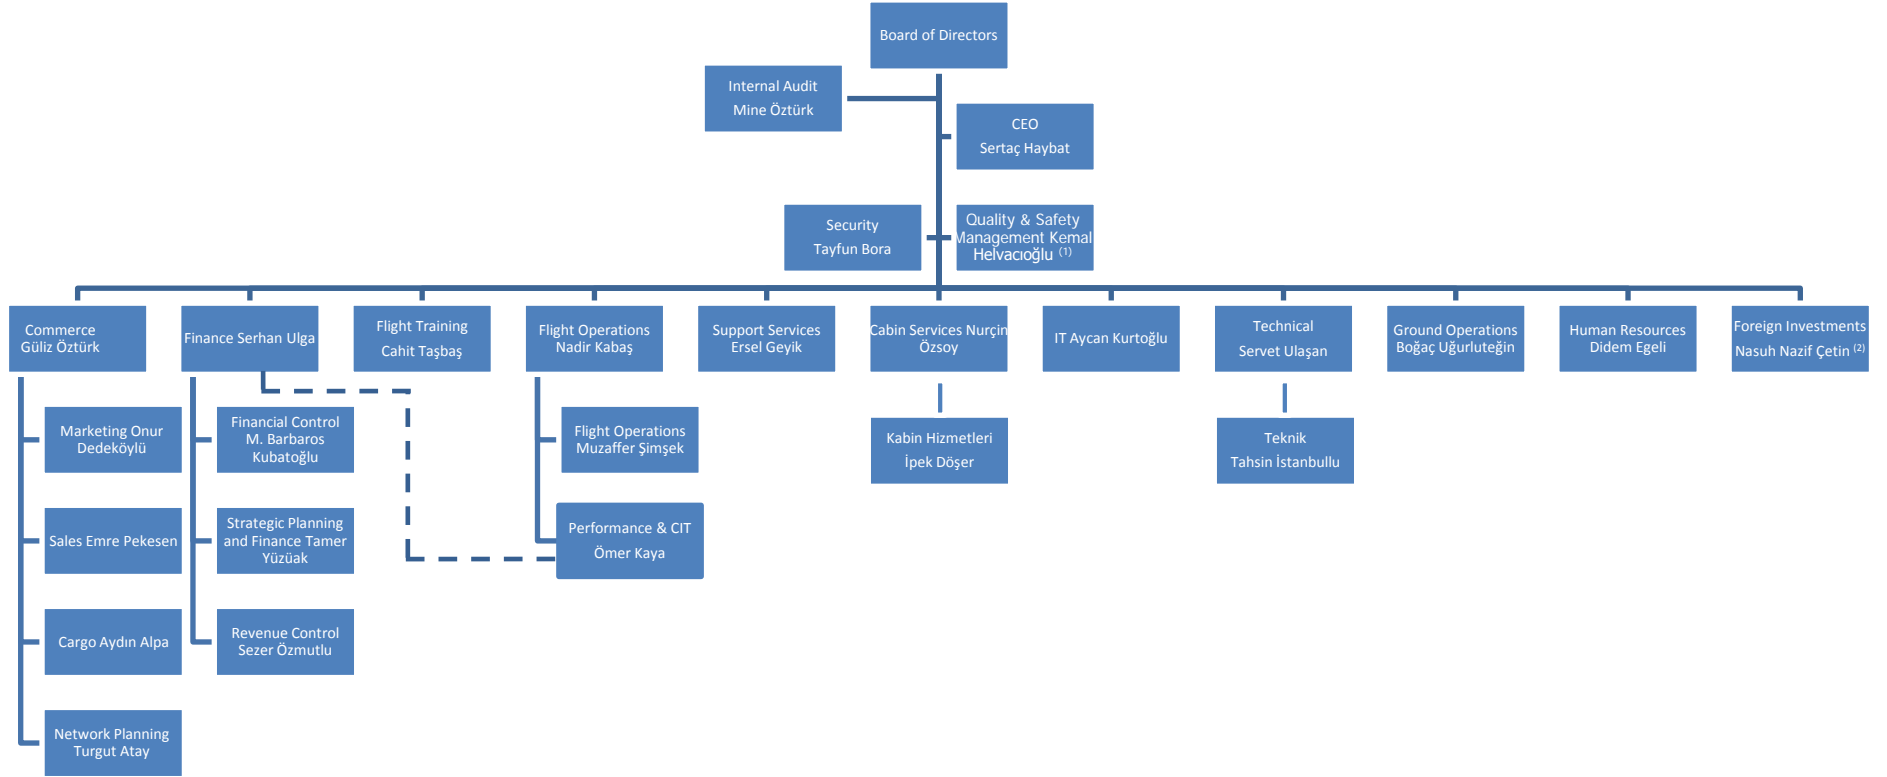 Board of Directors
Internal Audit
Mine Öztürk
CEO
Sertaç Haybat
Security
Tayfun Bora
Quality & Safety
Management Kemal
Helvacıoğlu (1)
Commerce
Güliz Öztürk
Finance Serhan Ulga
Flight Training
Cahit Taşbaş
Flight Operations
Nadir Kabaş
Support Services
Ersel Geyik
Cabin Services Nurçin
Özsoy
IT Aycan Kurtoğlu
Technical
Servet Ulaşan
Ground Operations
Boğaç Uğurluteğin
Human Resources
Didem Egeli
Foreign Investments
Nasuh Nazif Çetin (2)
Marketing Onur
Dedeköylü
Financial Control
M. Barbaros
Kubatoğlu
Flight Operations
Muzaffer Şimşek
Kabin Hizmetleri
İpek Döşer
Teknik
Tahsin İstanbullu
Sales Emre Pekesen
Strategic Planning
and Finance Tamer
Yüzüak
Performance & CIT
Ömer Kaya
Cargo Aydın Alpa
Revenue Control
Sezer Özmutlu
Network Planning
Turgut Atay